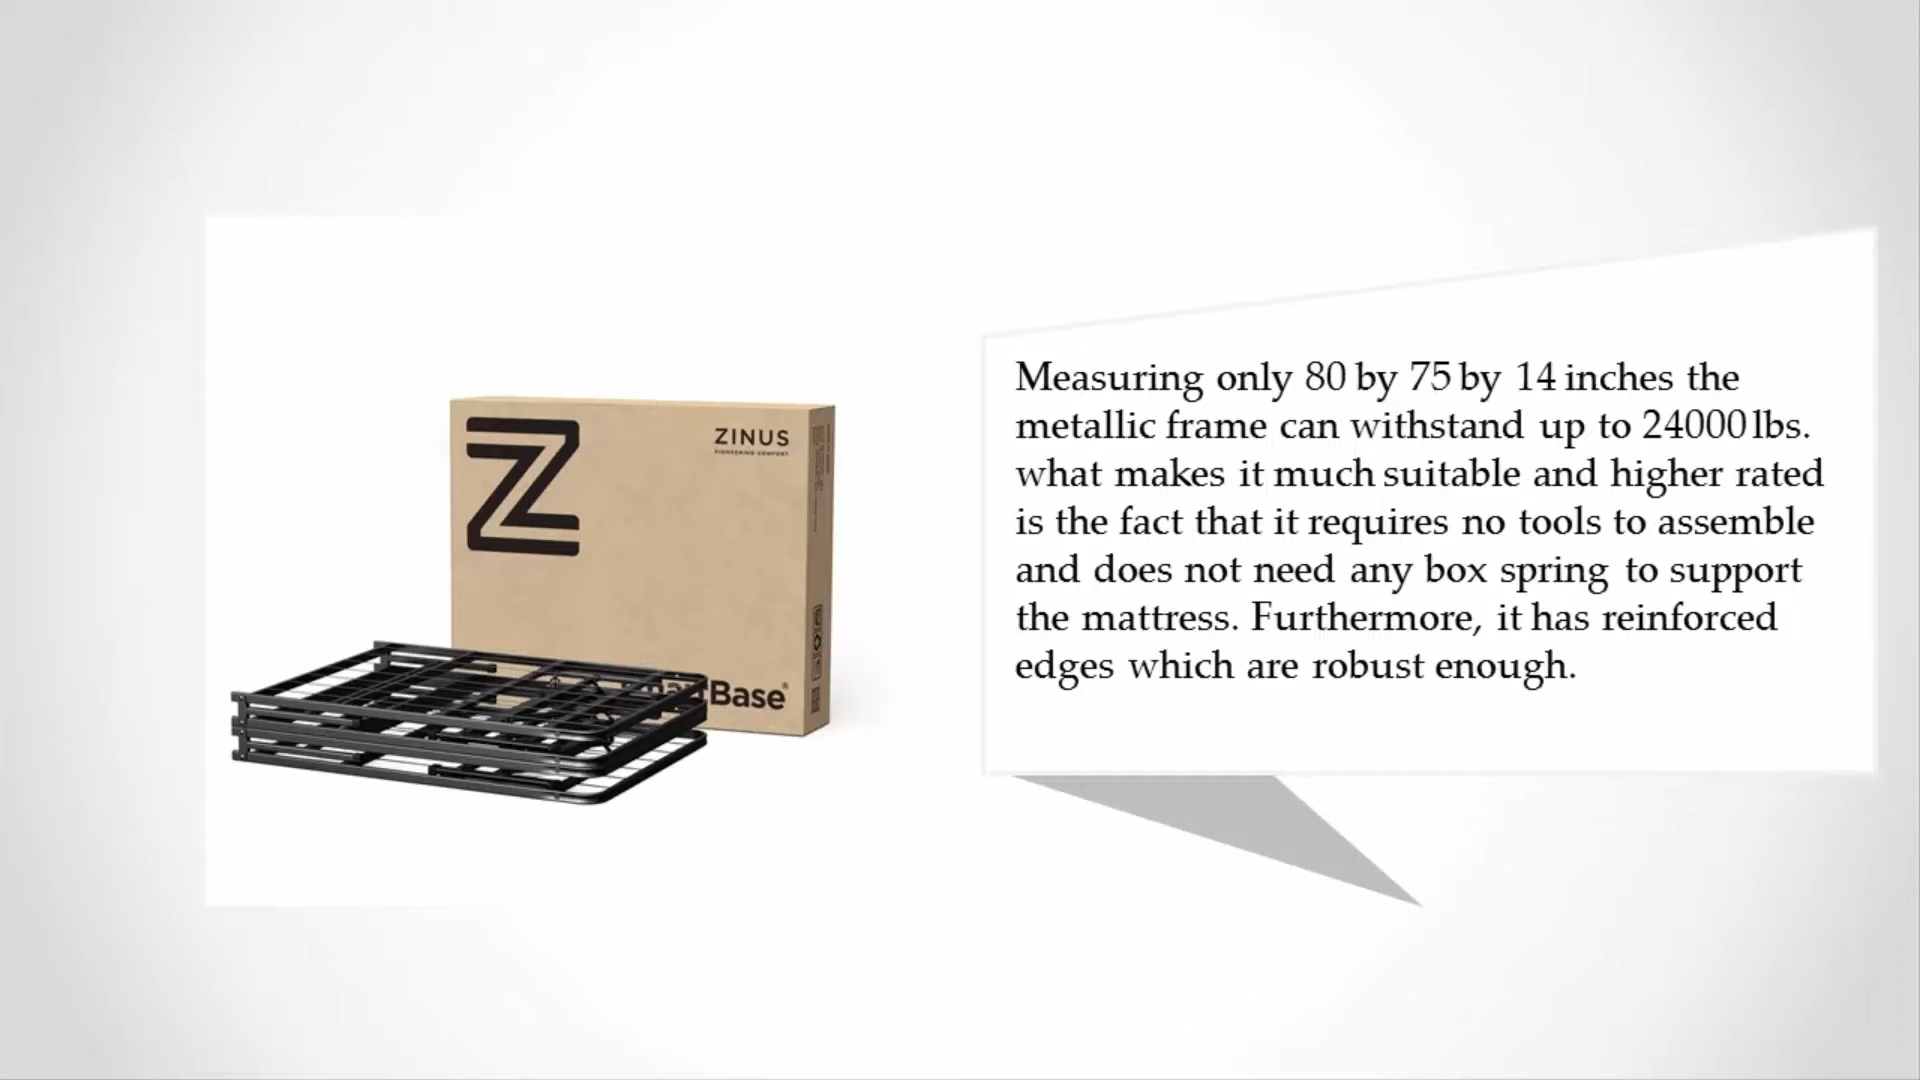 ZINUS
PIONEERING COMFORT
Base®
Measuring only 80 by 75 by 14 inches the
metallic frame can withstand up to 24000 lbs.
what makes it much suitable and higher rated
is the fact that it requires no tools to assemble
and does not need any box spring to support
the mattress. Furthermore, it has reinforced
edges which are robust enough.